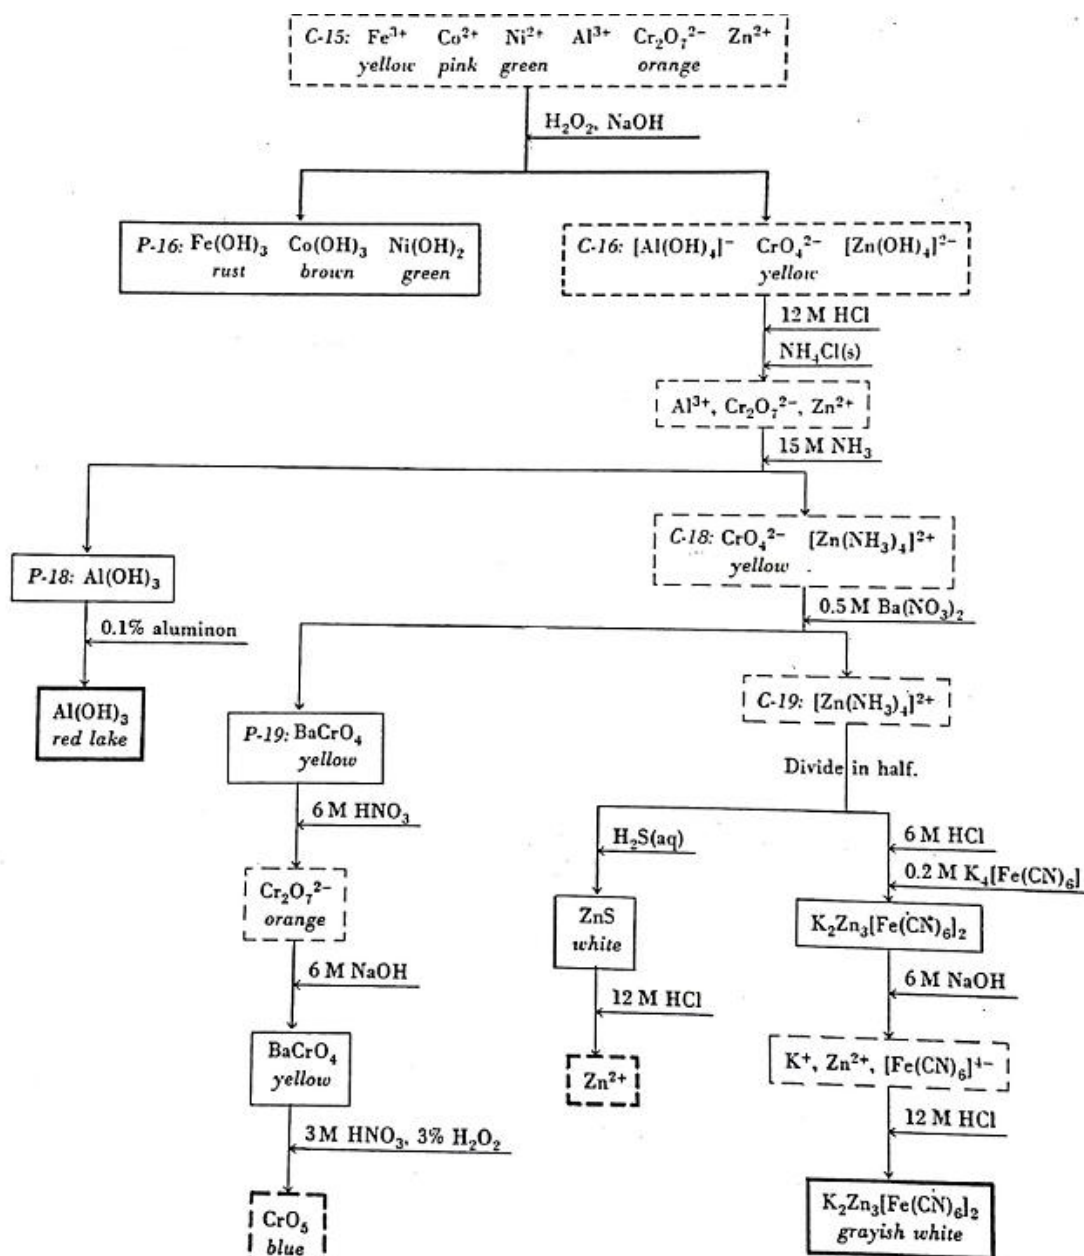 C-15: Fe³⁺ Co²⁺ Ni²⁺ Al³⁺ Cr₂O₇²⁻ Zn²⁺
yellow pink green orange
H₂O₂, NaOH
P-16: Fe(OH)₃ Co(OH)₃ Ni(OH)₂
rust brown green
C-16: [Al(OH)₄]⁻ CrO₄²⁻ [Zn(OH)₄]²⁻
yellow
12 M HCl
NH₄Cl(s)
Al³⁺, Cr₂O₇²⁻, Zn²⁺
15 M NH₃
P-18: Al(OH)₃
C-18: CrO₄²⁻ [Zn(NH₃)₄]²⁺
yellow
0.1% aluminon
0.5 M Ba(NO₃)₂
Al(OH)₃
red lake
P-19: BaCrO₄
yellow
C-19: [Zn(NH₃)₄]²⁺
Divide in half.
6 M HNO₃
H₂S(aq)
6 M HCl
0.2 M K₄[Fe(CN)₆]
Cr₂O₇²⁻
orange
ZnS
white
K₂Zn₃[Fe(CN)₆]₂
6 M NaOH
12 M HCl
6 M NaOH
BaCrO₄
yellow
Zn²⁺
K⁺, Zn²⁺, [Fe(CN)₆]⁴⁻
3 M HNO₃, 3% H₂O₂
12 M HCl
CrO₅
blue
K₂Zn₃[Fe(CN)₆]₂
grayish white